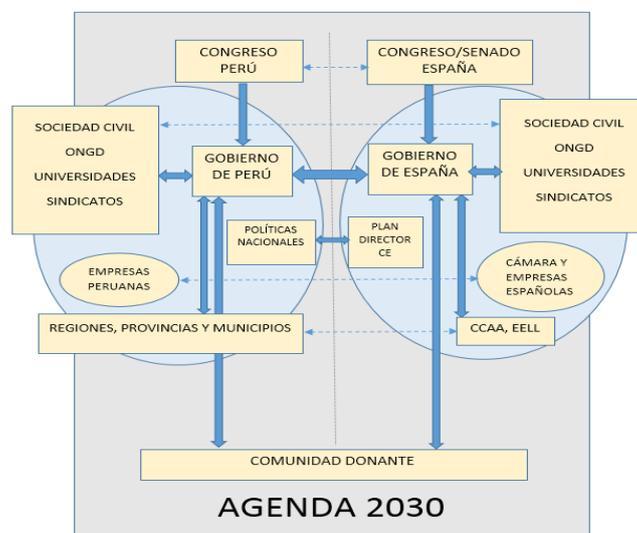 CONGRESO
PERÚ
CONGRESO/SENADO
ESPAÑA
SOCIEDAD CIVIL
ONGD
UNIVERSIDADES
SINDICATOS
GOBIERNO
DE PERÚ
GOBIERNO
DE ESPAÑA
SOCIEDAD CIVIL
ONGD
UNIVERSIDADES
SINDICATOS
POLÍTICAS
NACIONALES
PLAN
DIRECTOR
CE
EMPRESAS
PERUANAS
CÁMARA Y
EMPRESAS
ESPAÑOLAS
REGIONES, PROVINCIAS Y MUNICIPIOS
CCAA, EELL
COMUNIDAD DONANTE
AGENDA 2030